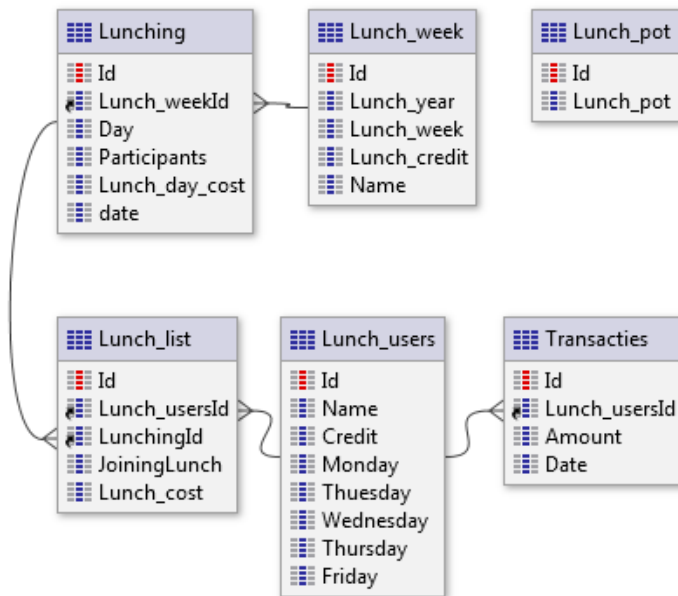 Lunching
Id
Lunch_weekId
Day
Participants
Lunch_day_cost
date
Lunch_week
Id
Lunch_year
Lunch_week
Lunch_credit
Name
Lunch_pot
Id
Lunch_pot
Lunch_list
Id
Lunch_usersId
LunchingId
JoiningLunch
Lunch_cost
Lunch_users
Id
Name
Credit
Monday
Thuesday
Wednesday
Thursday
Friday
Transacties
Id
Lunch_usersId
Amount
Date